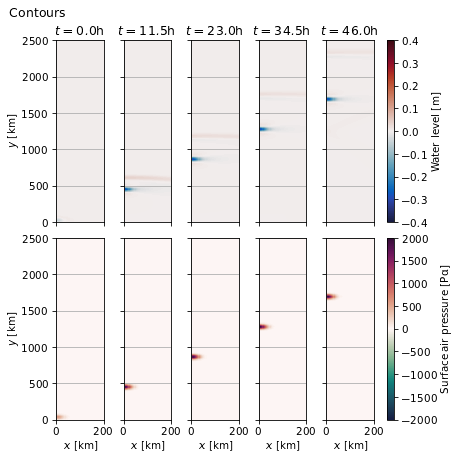 Contours
t = 0.0h
t = 11.5h
t = 23.0h
t = 34.5h
t = 46.0h
2500
2000
1500
1000
500
0
y [km]
0.4
0.3
0.2
0.1
0.0
−0.1
−0.2
−0.3
−0.4
Water level [m]
2500
2000
1500
1000
500
0
y [km]
0 200
0 200
0 200
0 200
0 200
x [km]
x [km]
x [km]
x [km]
x [km]
2000
1500
1000
500
0
−500
−1000
−1500
−2000
Surface air pressure [Pa]